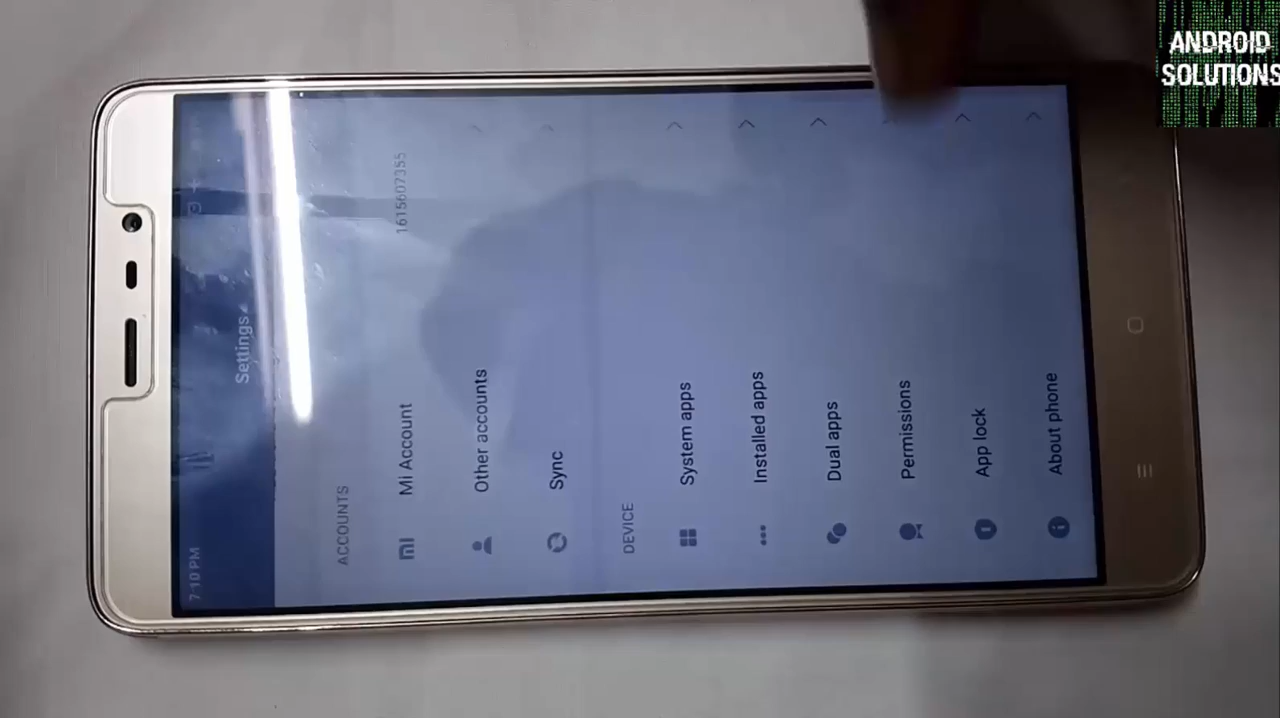 ANDROID
SOLUTIONS
7:10 PM
Settings
ACCOUNTS
Mi Account 1615607355
Other accounts
Sync
DEVICE
System apps
Installed apps
Dual apps
Permissions
App lock
About phone